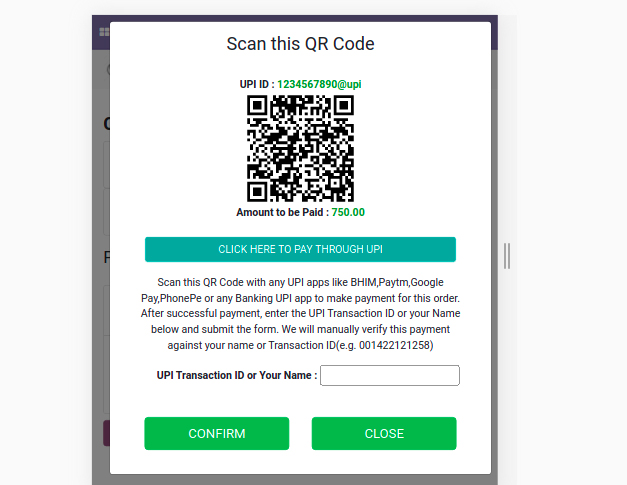 Scan this QR Code
UPI ID : 1234567890@upi
Amount to be Paid : 750.00
CLICK HERE TO PAY THROUGH UPI
Scan this QR Code with any UPI apps like BHIM,Paytm,Google
Pay,PhonePe or any Banking UPI app to make payment for this order.
After successful payment, enter the UPI Transaction ID or your Name
below and submit the form. We will manually verify this payment
against your name or Transaction ID(e.g. 001422121258)
UPI Transaction ID or Your Name :
CONFIRM
CLOSE